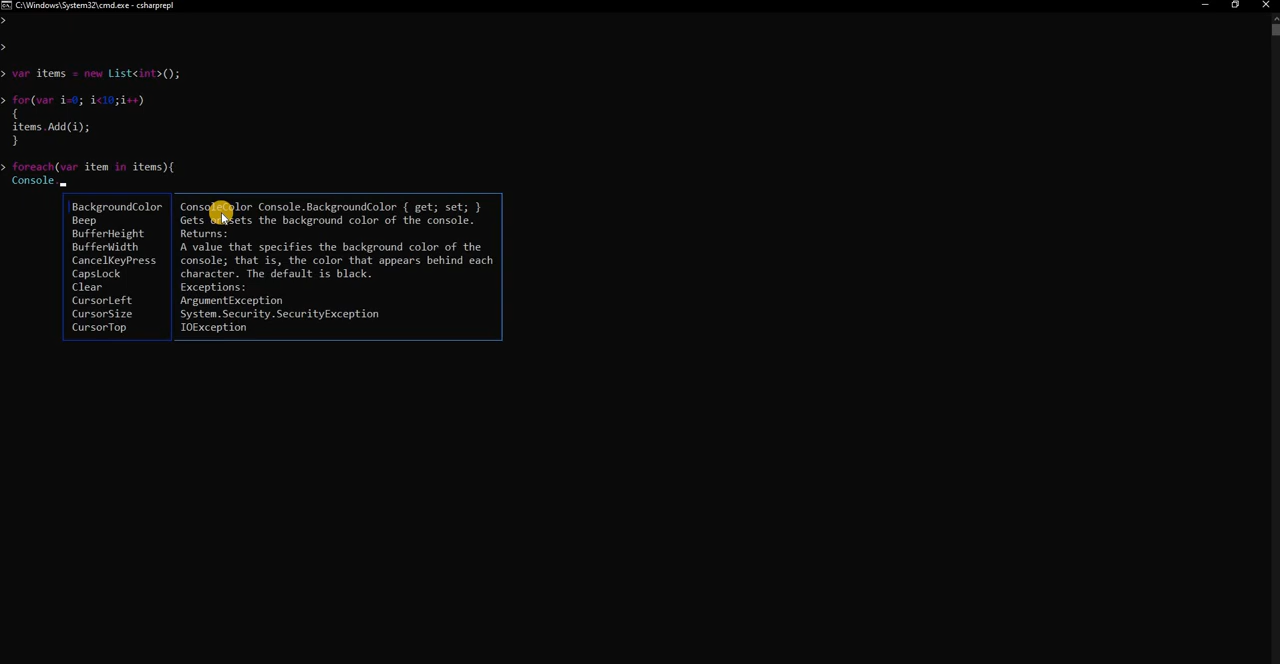 C:\Windows\System32\cmd.exe - csharprepl
>
>
> var items = new List<int>();
> for(var i=0; i<10;i++)
{
items.Add(i);
}
> foreach(var item in items){
Console.
BackgroundColor
Beep
BufferHeight
BufferWidth
CancelKeyPress
CapsLock
Clear
CursorLeft
CursorSize
CursorTop
ConsoleColor Console.BackgroundColor { get; set; }
Gets or sets the background color of the console.
Returns:
A value that specifies the background color of the
console; that is, the color that appears behind each
character. The default is black.
Exceptions:
ArgumentException
System.Security.SecurityException
IOException